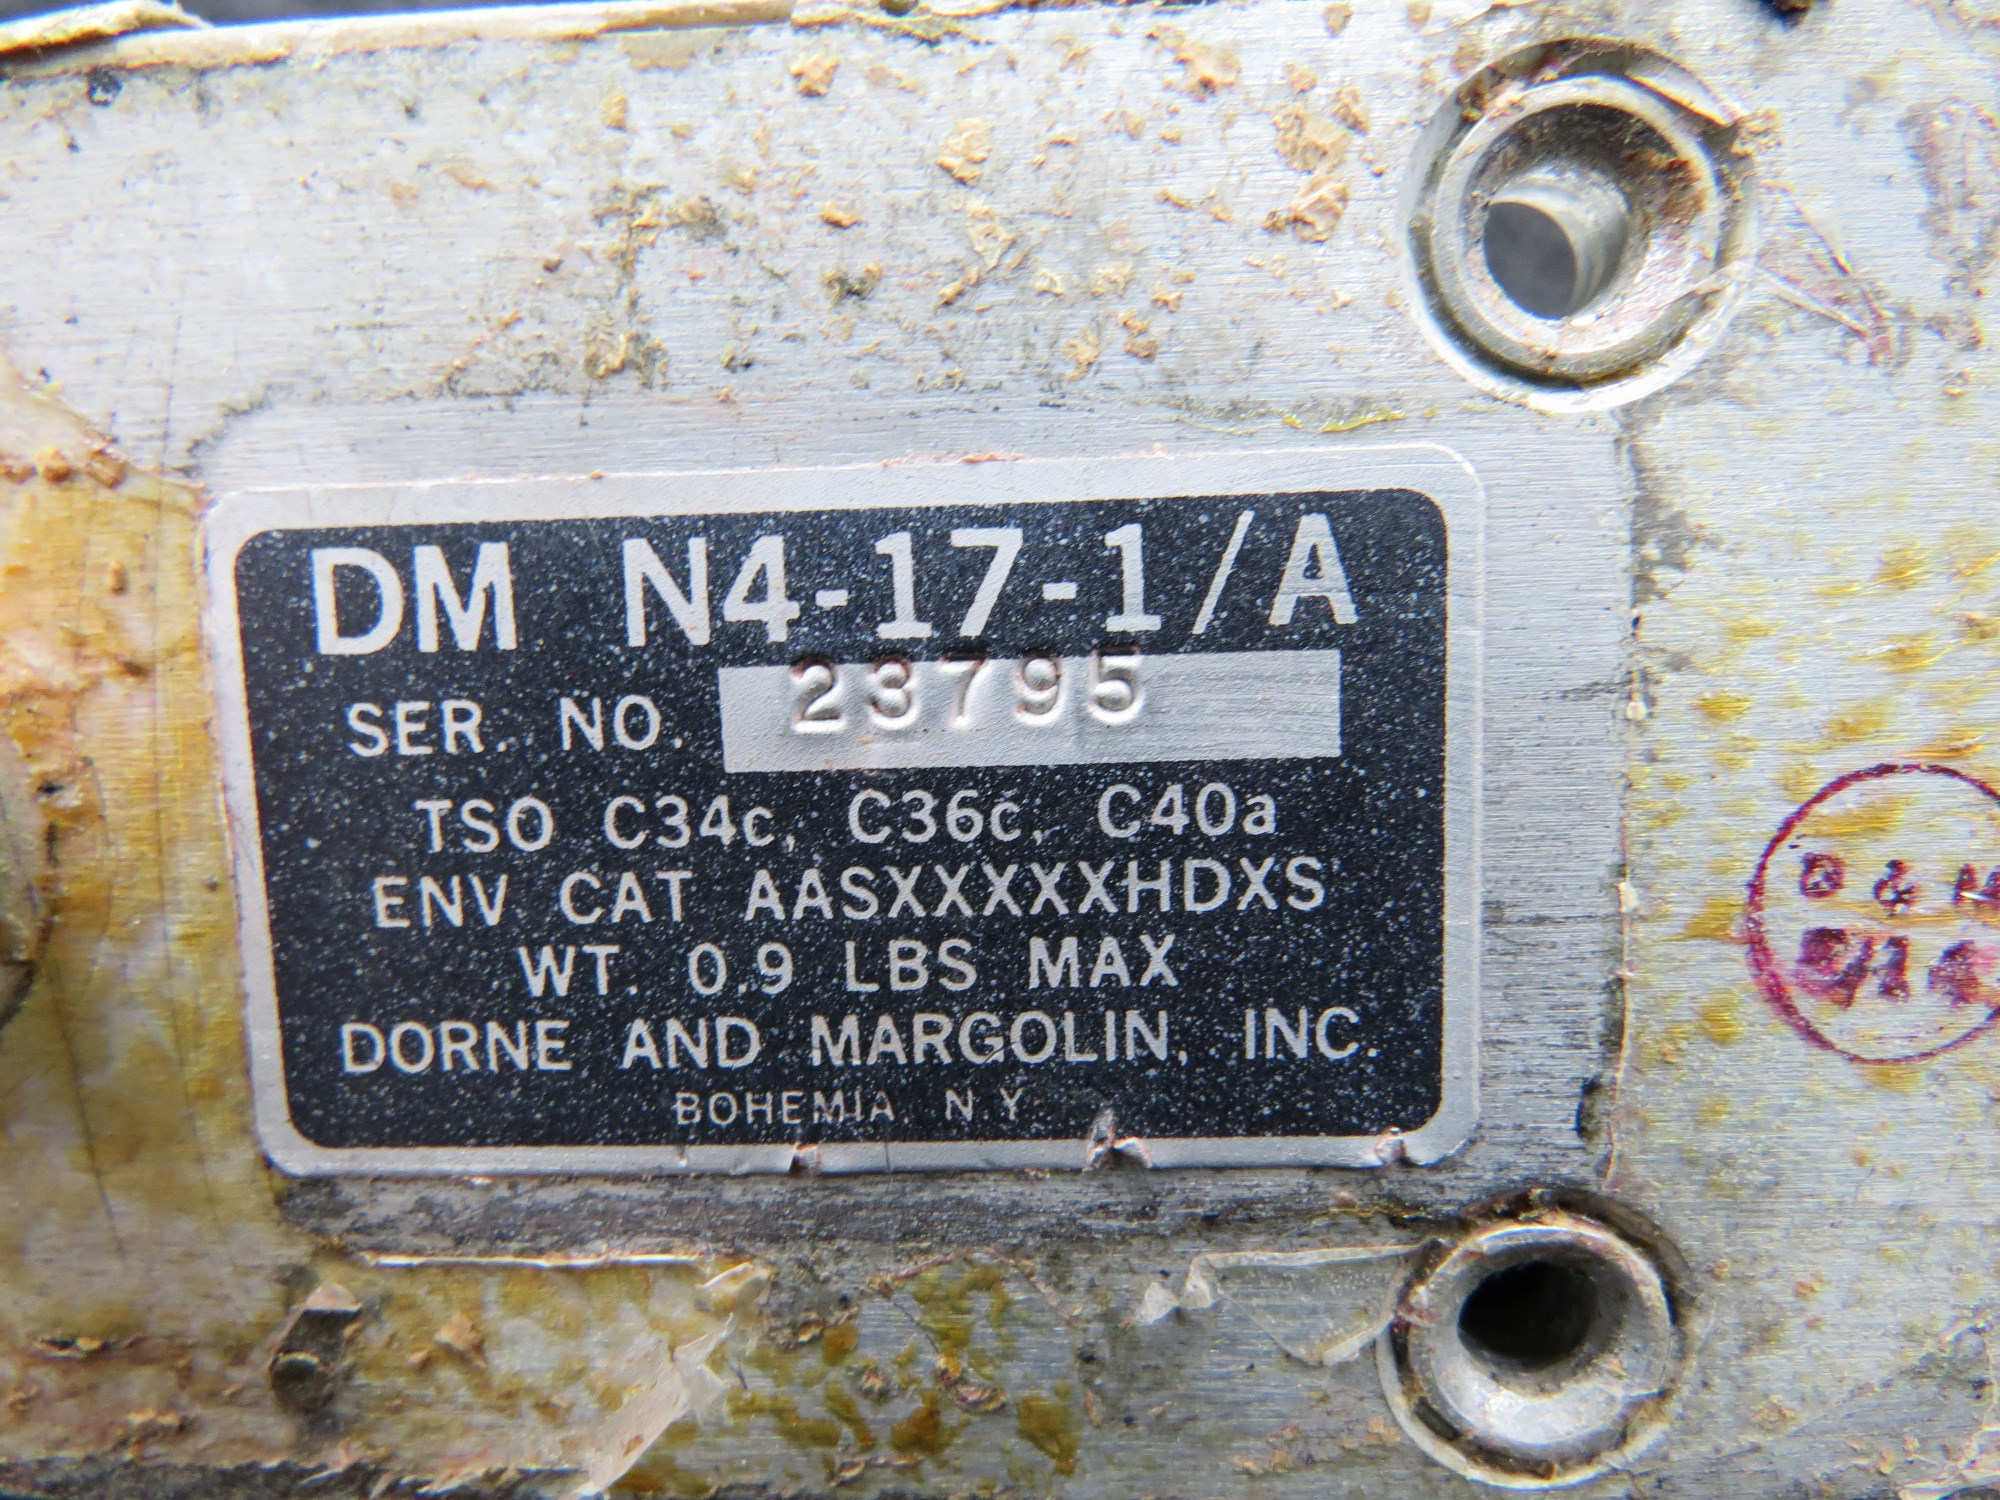 DM N4-17-1/A
SER. NO. 23795
TSO C34c, C36c, C40a
ENV CAT AASXXXXXHDXS
WT. 0.9 LBS MAX
DORNE AND MARGOLIN, INC.
BOHEMIA, N.Y.
& M